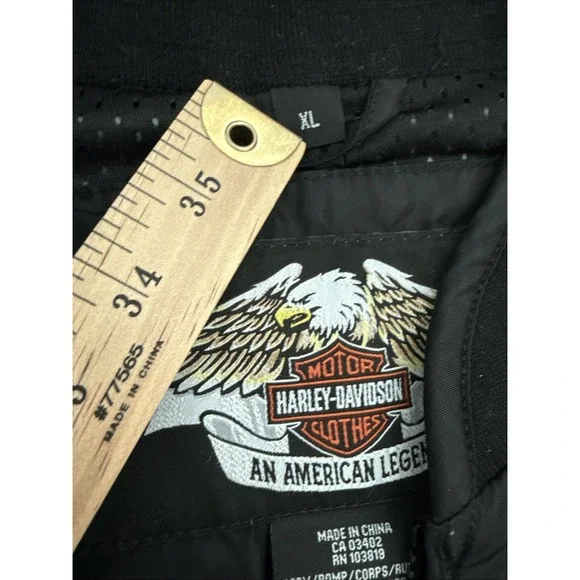 XL
35
34
#77565
MADE IN CHINA
MOTOR
HARLEY-DAVIDSON
CLOTHES
AN AMERICAN LEGEN
MADE IN CHINA
CA 03402
RN 103819